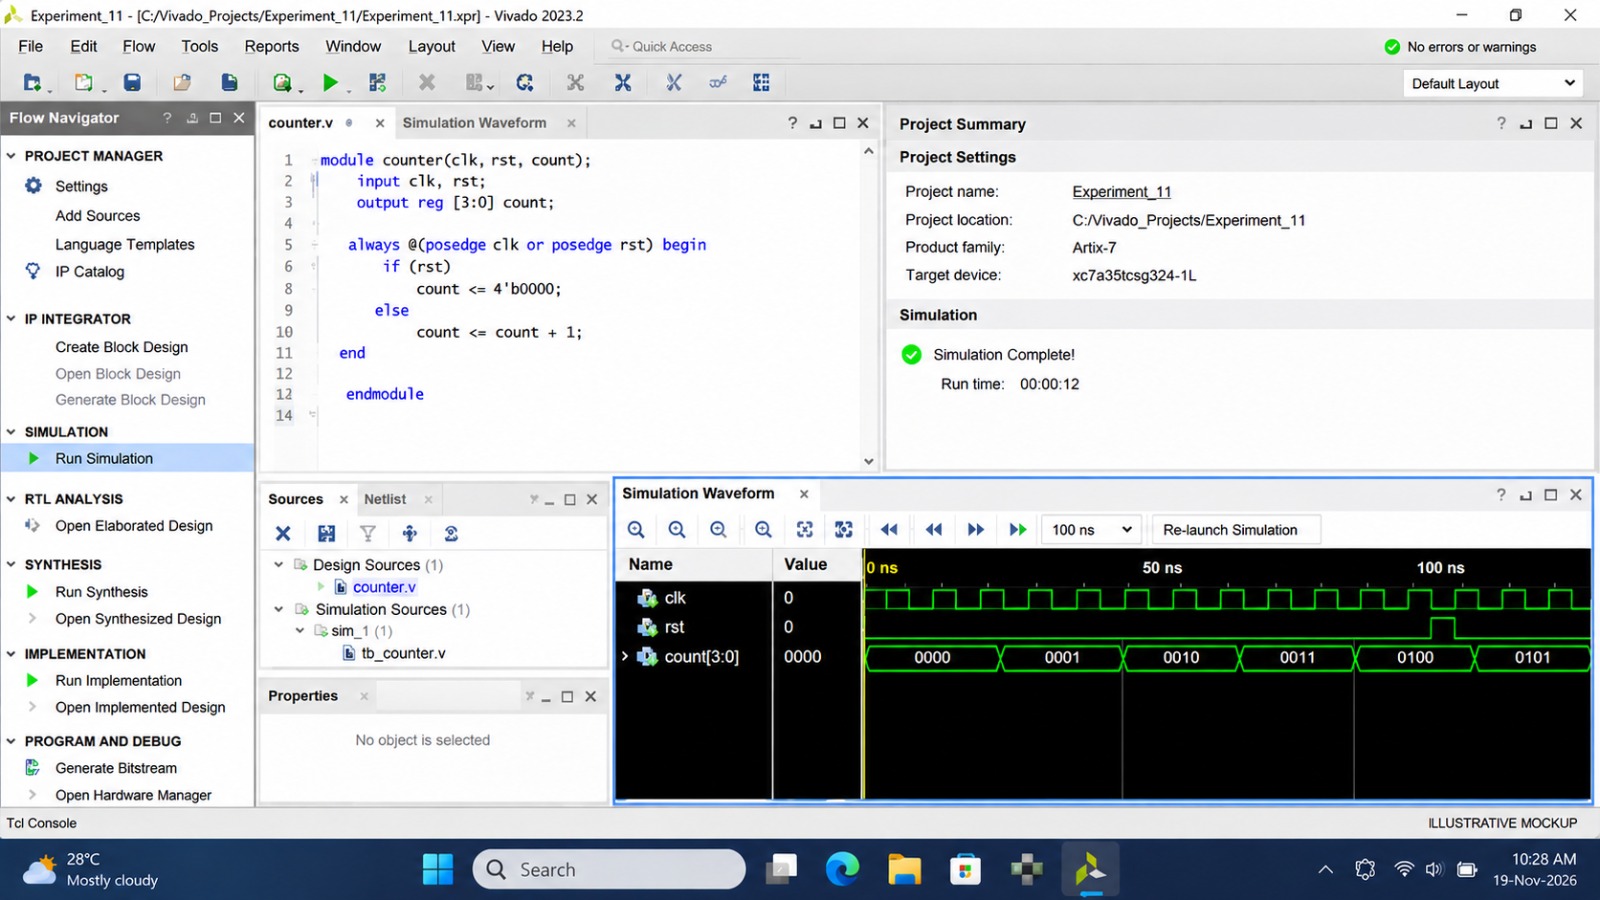 Experiment_11 - [C:/Vivado_Projects/Experiment_11/Experiment_11.xpr] - Vivado 2023.2
File Edit Flow Tools Reports Window Layout View Help Quick Access
No errors or warnings
Default Layout
Flow Navigator ?
PROJECT MANAGER
Settings
Add Sources
Language Templates
IP Catalog
IP INTEGRATOR
Create Block Design
Open Block Design
Generate Block Design
SIMULATION
Run Simulation
RTL ANALYSIS
Open Elaborated Design
SYNTHESIS
Run Synthesis
Open Synthesized Design
IMPLEMENTATION
Run Implementation
Open Implemented Design
PROGRAM AND DEBUG
Generate Bitstream
Open Hardware Manager
counter.v Simulation Waveform ?
1 module counter(clk, rst, count);
2 input clk, rst;
3 output reg [3:0] count;
4
5 always @(posedge clk or posedge rst) begin
6 if (rst)
8 count <= 4'b0000;
9 else
10 count <= count + 1;
11 end
12
12 endmodule
14
Project Summary ?
Project Settings
Project name: Experiment_11
Project location: C:/Vivado_Projects/Experiment_11
Product family: Artix-7
Target device: xc7a35tcsg324-1L
Simulation
Simulation Complete!
Run time: 00:00:12
Sources Netlist
Design Sources (1)
counter.v
Simulation Sources (1)
sim_1 (1)
tb_counter.v
Properties
No object is selected
Simulation Waveform ?
100 ns Re-launch Simulation
Name Value 0 ns 50 ns 100 ns
clk 0
rst 0
count[3:0] 0000 0000 0001 0010 0011 0100 0101
Tcl Console ILLUSTRATIVE MOCKUP
28°C
Mostly cloudy
Search
10:28 AM
19-Nov-2026